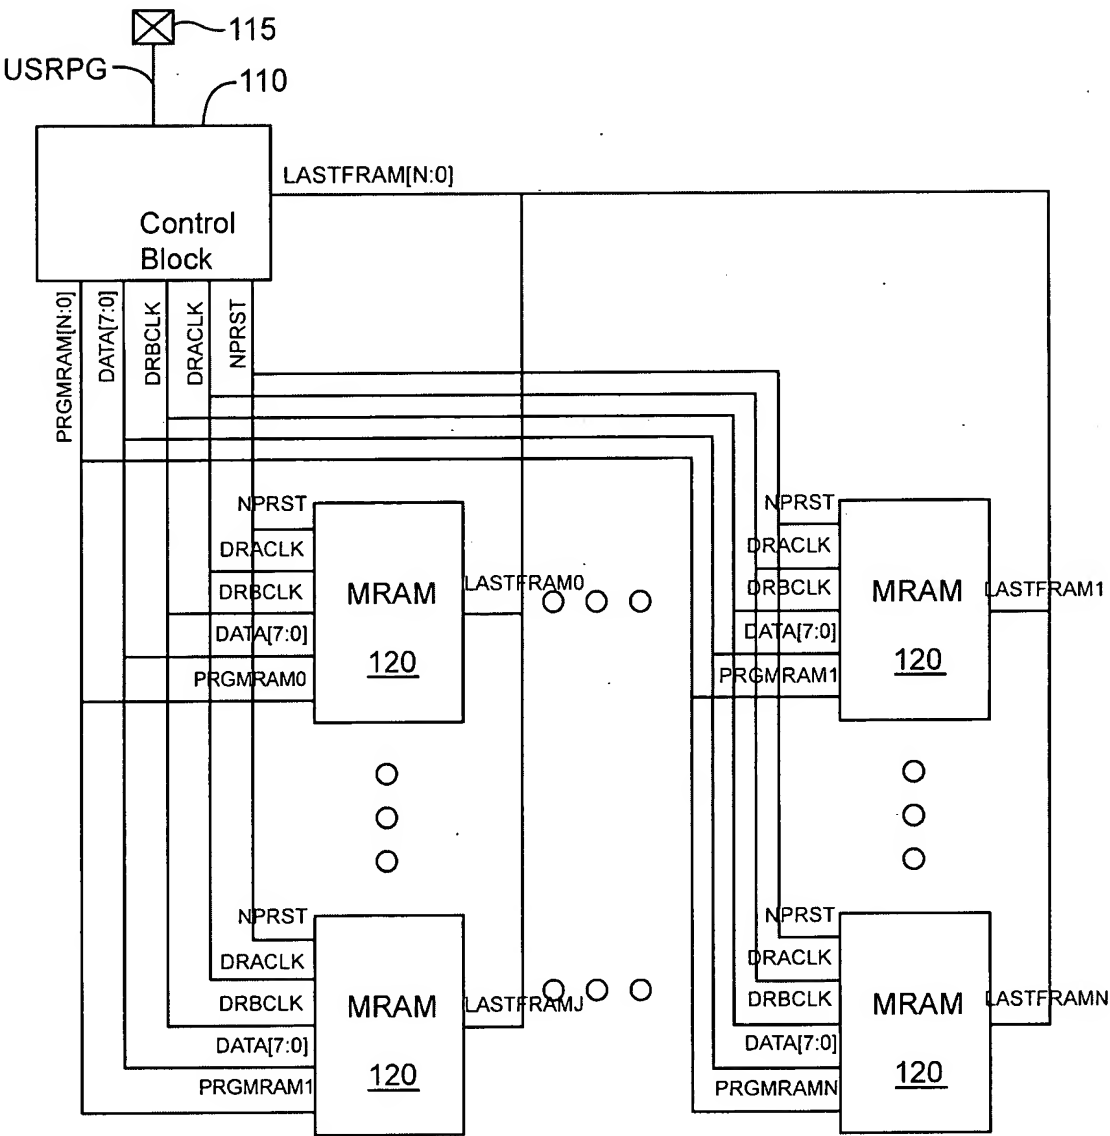 115
USRPG
110
LASTFRAM[N:0]
Control
Block
PRGMRAM[N:0]
DATA[7:0]
DRBCLK
DRACLK
NPRST
NPRST
DRACLK
DRBCLK
DATA[7:0]
PRGMRAM0
MRAM
120
LASTFRAM0
NPRST
DRACLK
DRBCLK
DATA[7:0]
PRGMRAM1
MRAM
120
LASTFRAM1
NPRST
DRACLK
DRBCLK
DATA[7:0]
PRGMRAM1
MRAM
120
LASTFRAMJ
NPRST
DRACLK
DRBCLK
DATA[7:0]
PRGMRAMN
MRAM
120
LASTFRAMN